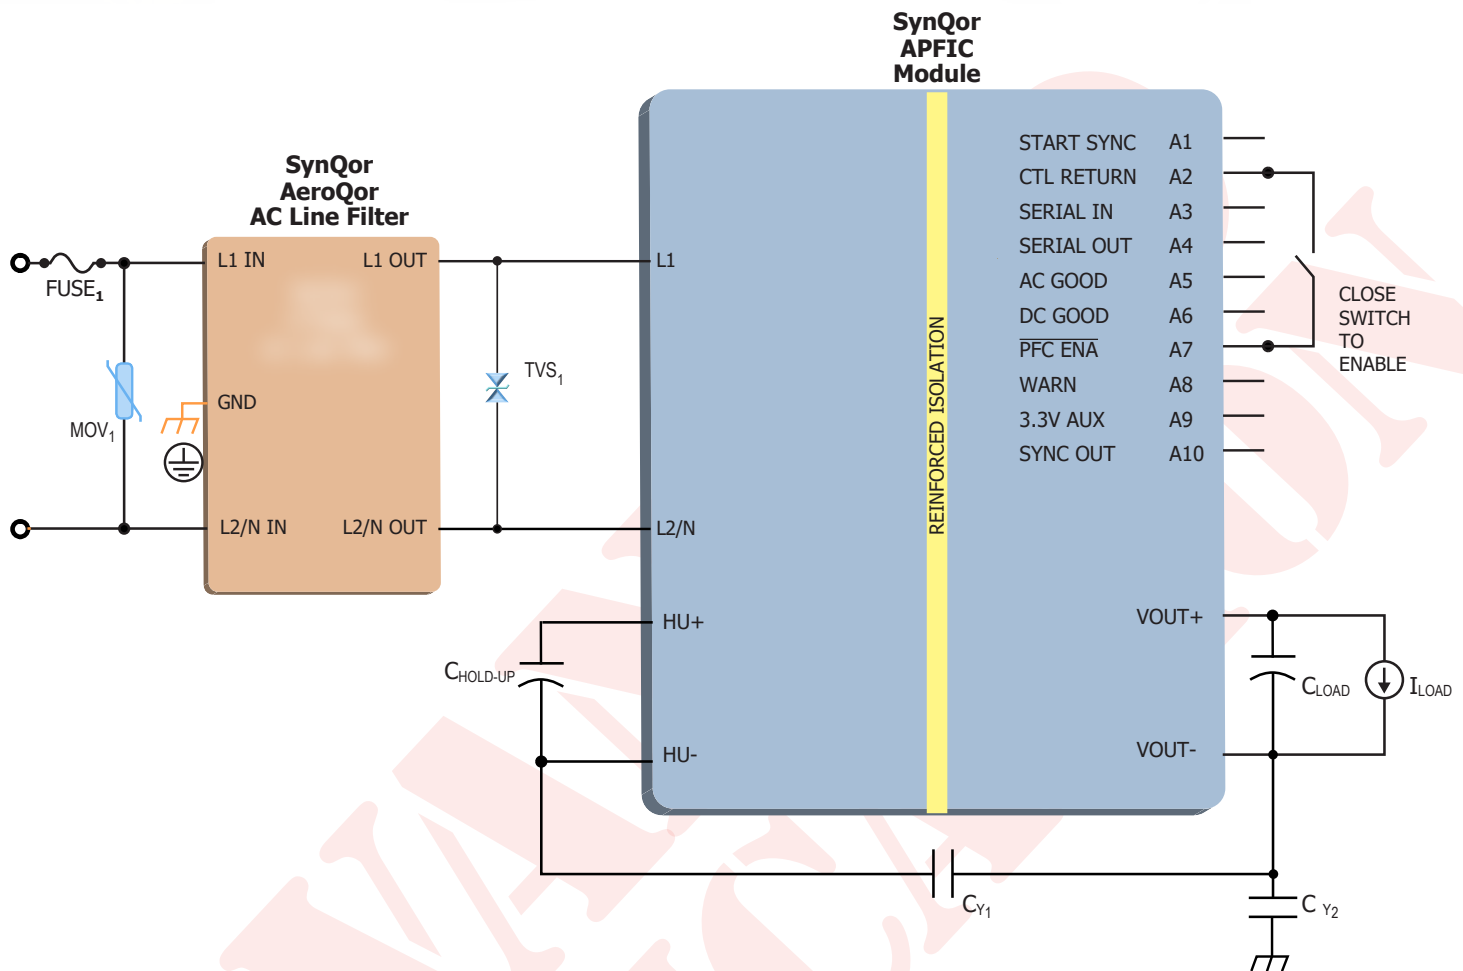 SynQor
APFIC
Module
SynQor
AeroQor
AC Line Filter
L1 IN
L1 OUT
FUSE1
GND
MOV1
L2/N IN
L2/N OUT
TVS1
L1
L2/N
HU+
HU-
CHOLD-UP
REINFORCED ISOLATION
START SYNC A1
CTL RETURN A2
SERIAL IN A3
SERIAL OUT A4
AC GOOD A5
DC GOOD A6
PFC ENA A7
WARN A8
3.3V AUX A9
SYNC OUT A10
CLOSE
SWITCH
TO
ENABLE
VOUT+
VOUT-
CLOAD
ILOAD
CY1
C Y2